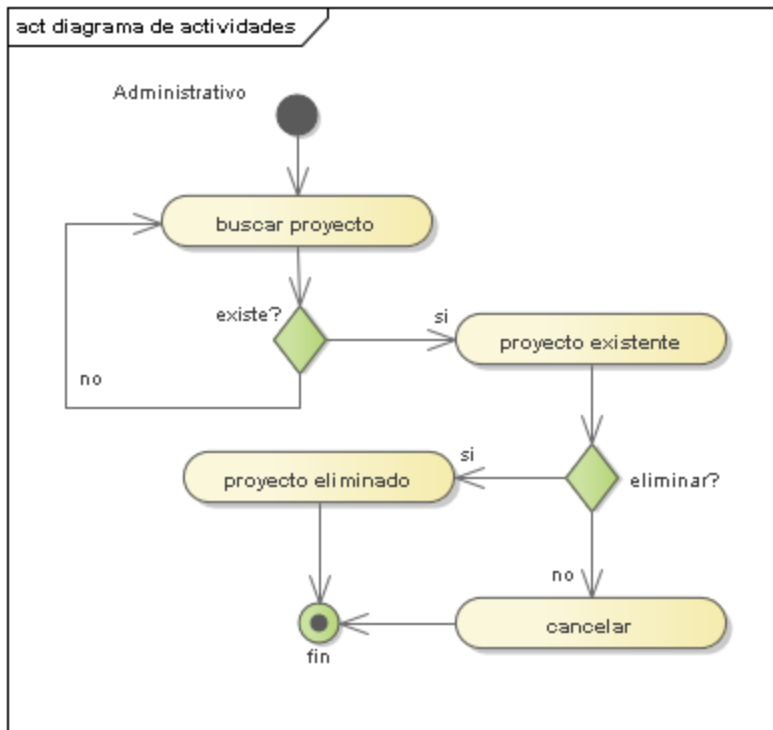 act diagrama de actividades
Administrativo
buscar proyecto
existe?
si
proyecto existente
no
si
proyecto eliminado
eliminar?
no
cancelar
fin